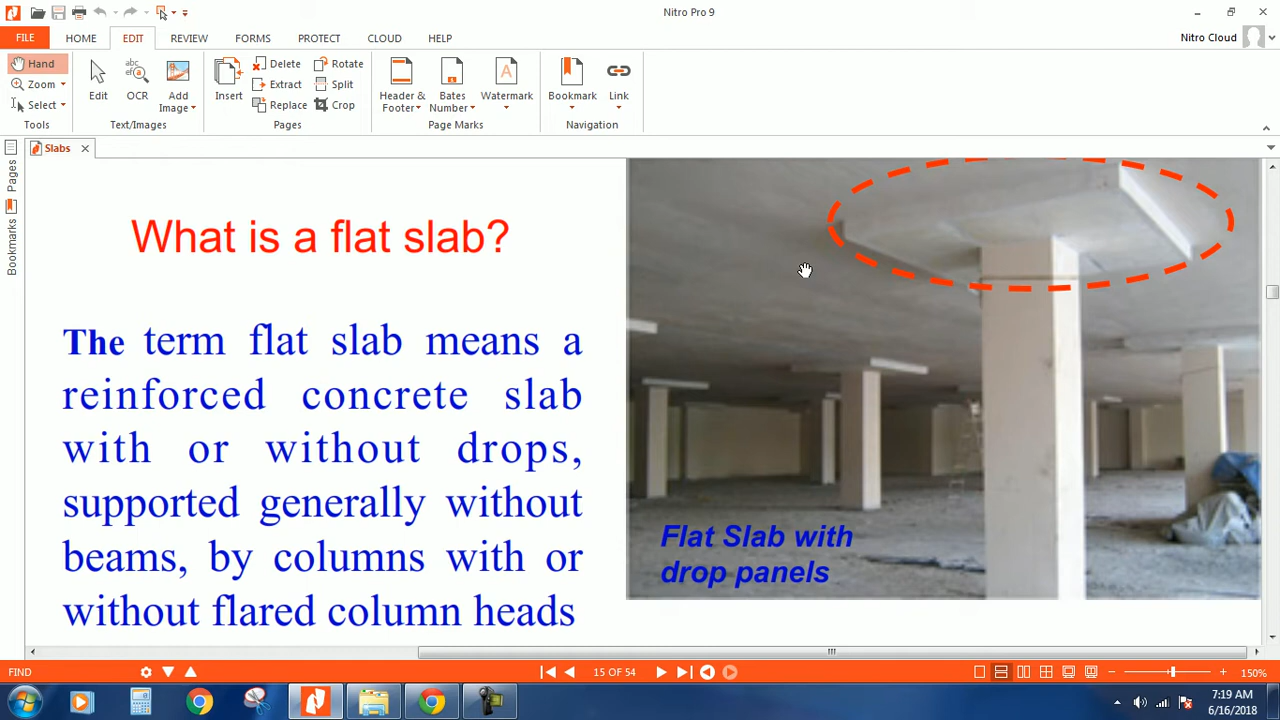 Nitro Pro 9
FILE
HOME
EDIT
REVIEW
FORMS
PROTECT
CLOUD
HELP
Nitro Cloud
Hand
Zoom
Select
Tools
Edit
abc
ea
OCR
Add
Image
Text/Images
Insert
Delete
Extract
Replace
Rotate
Split
Crop
Pages
Header &
Footer
Bates
Number
Watermark
Page Marks
Bookmark
Link
Navigation
Slabs
Pages
Bookmarks
What is a flat slab?
The term flat slab means a
reinforced concrete slab
with or without drops,
supported generally without
beams, by columns with or
without flared column heads
Flat Slab with
drop panels
FIND
15 OF 54
150%
7:19 AM
6/16/2018